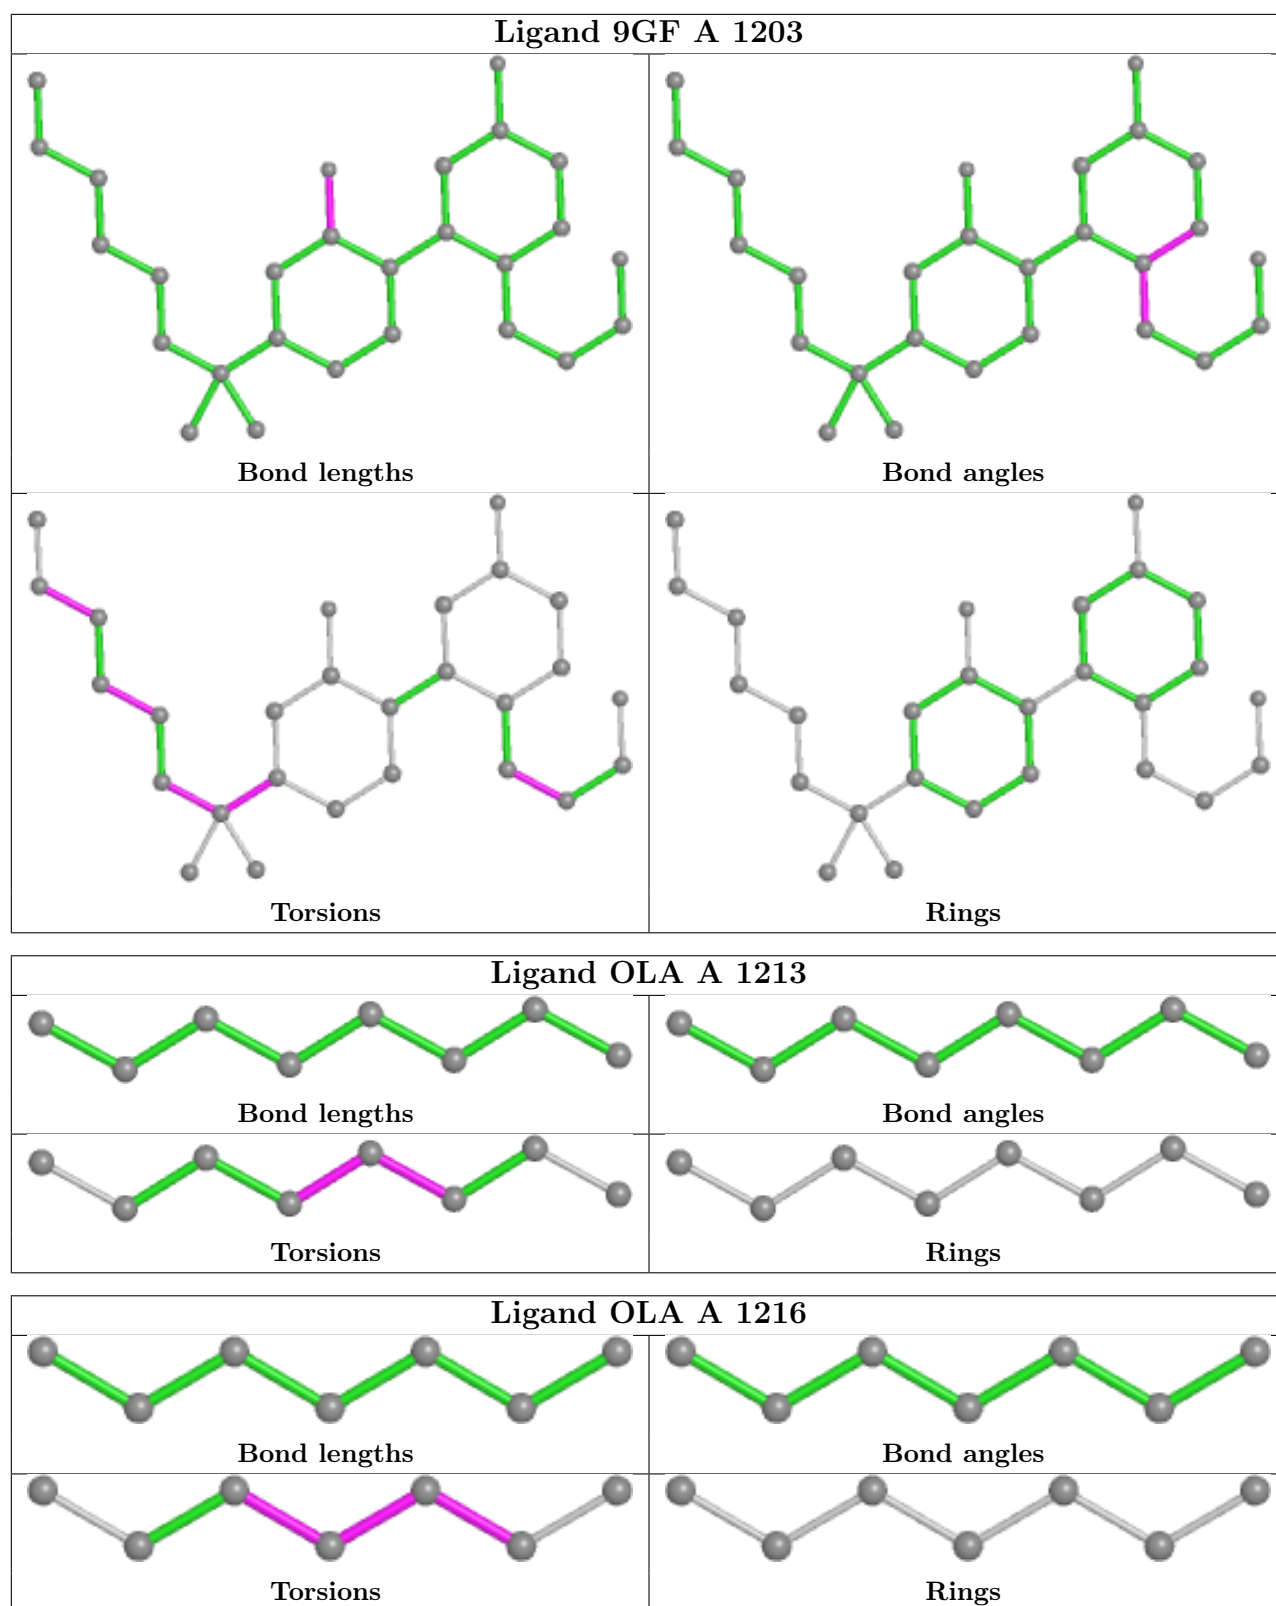 Ligand 9GF A 1203
Bond lengths
Bond angles
Torsions
Rings
Ligand OLA A 1213
Bond lengths
Bond angles
Torsions
Rings
Ligand OLA A 1216
Bond lengths
Bond angles
Torsions
Rings